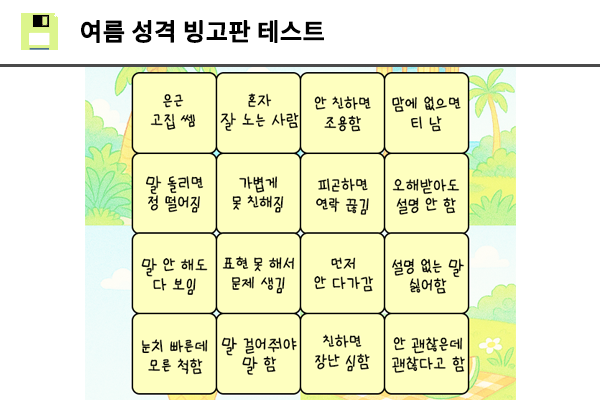 여름 성격 빙고판 테스트
은근
고집 쎔
혼자
잘 노는 사람
안 친하면
조용함
맘에 없으면
티 남
말 돌리면
정 떨어짐
가볍게
못 친해짐
피곤하면
연락 끊김
오해받아도
설명 안 함
말 안 해도
다 보임
표현 못 해서
문제 생김
먼저
안 다가감
설명 없는 말
싫어함
눈치 빠른데
모른 척함
말 걸어줘야
말 함
친하면
장난 심함
안 괜찮은데
괜찮다고 함